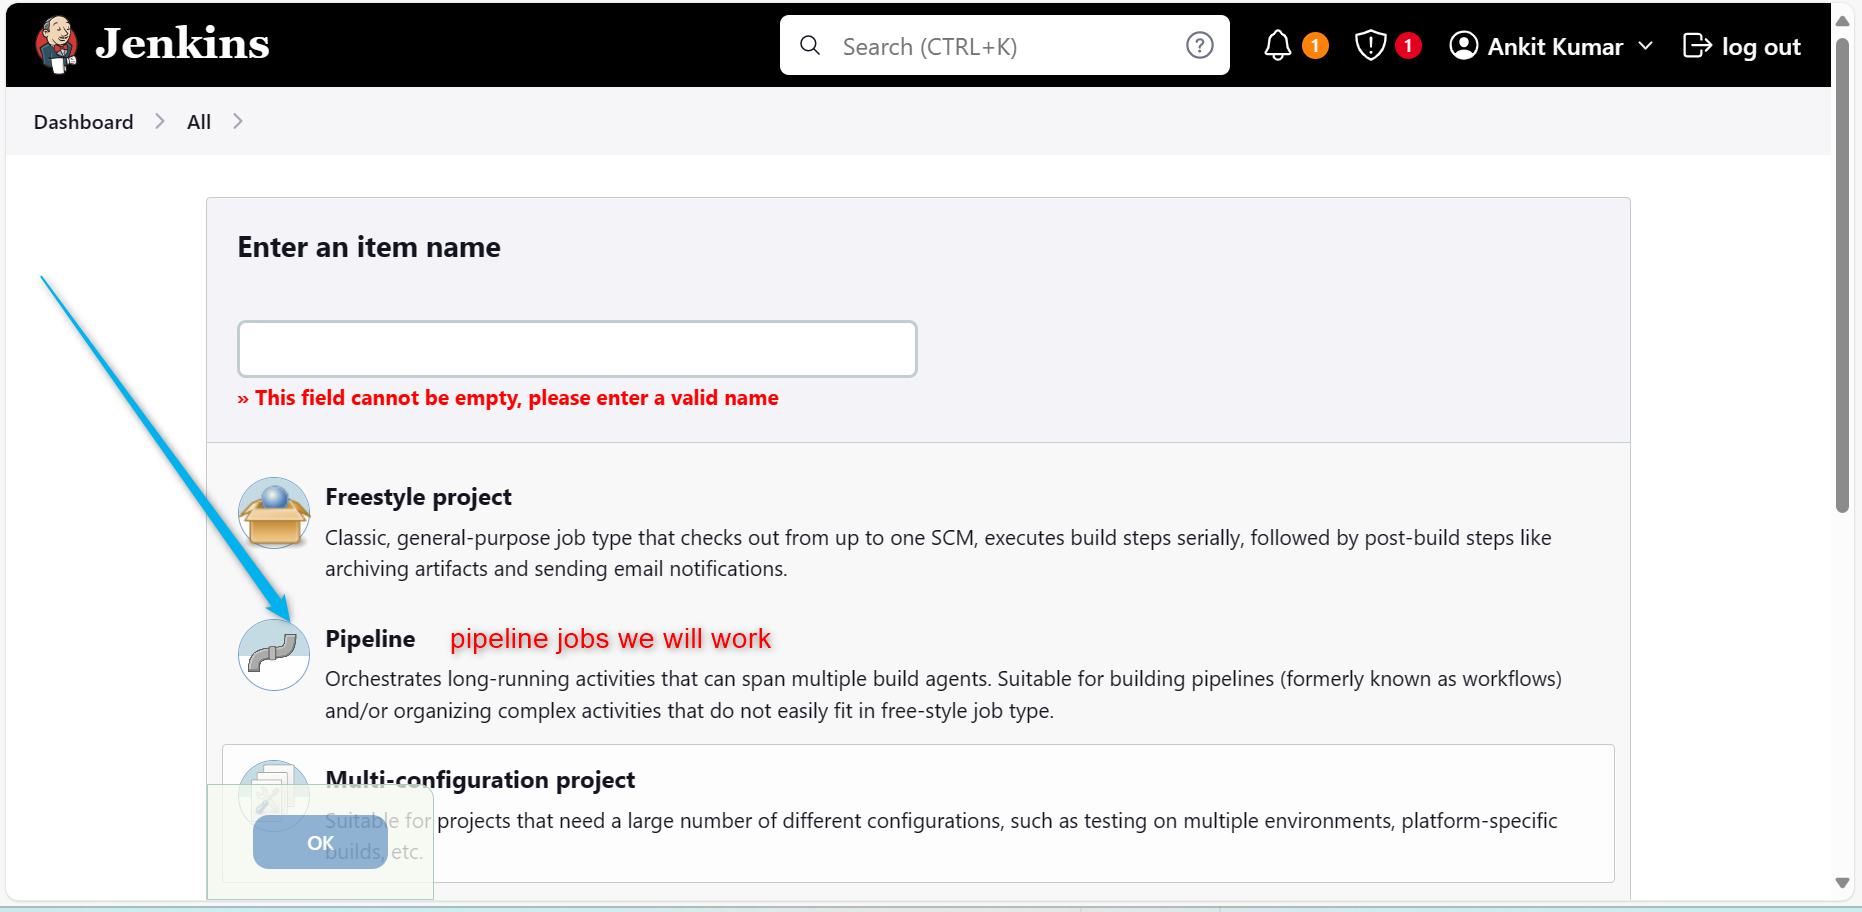 Jenkins
Search (CTRL+K)
?
1
1
Ankit Kumar
log out
Dashboard
All
Enter an item name
» This field cannot be empty, please enter a valid name
Freestyle project
Classic, general-purpose job type that checks out from up to one SCM, executes build steps serially, followed by post-build steps like
archiving artifacts and sending email notifications.
Pipeline pipeline jobs we will work
Orchestrates long-running activities that can span multiple build agents. Suitable for building pipelines (formerly known as workflows)
and/or organizing complex activities that do not easily fit in free-style job type.
Multi-configuration project
Suitable for projects that need a large number of different configurations, such as testing on multiple environments, platform-specific
builds, etc.
OK